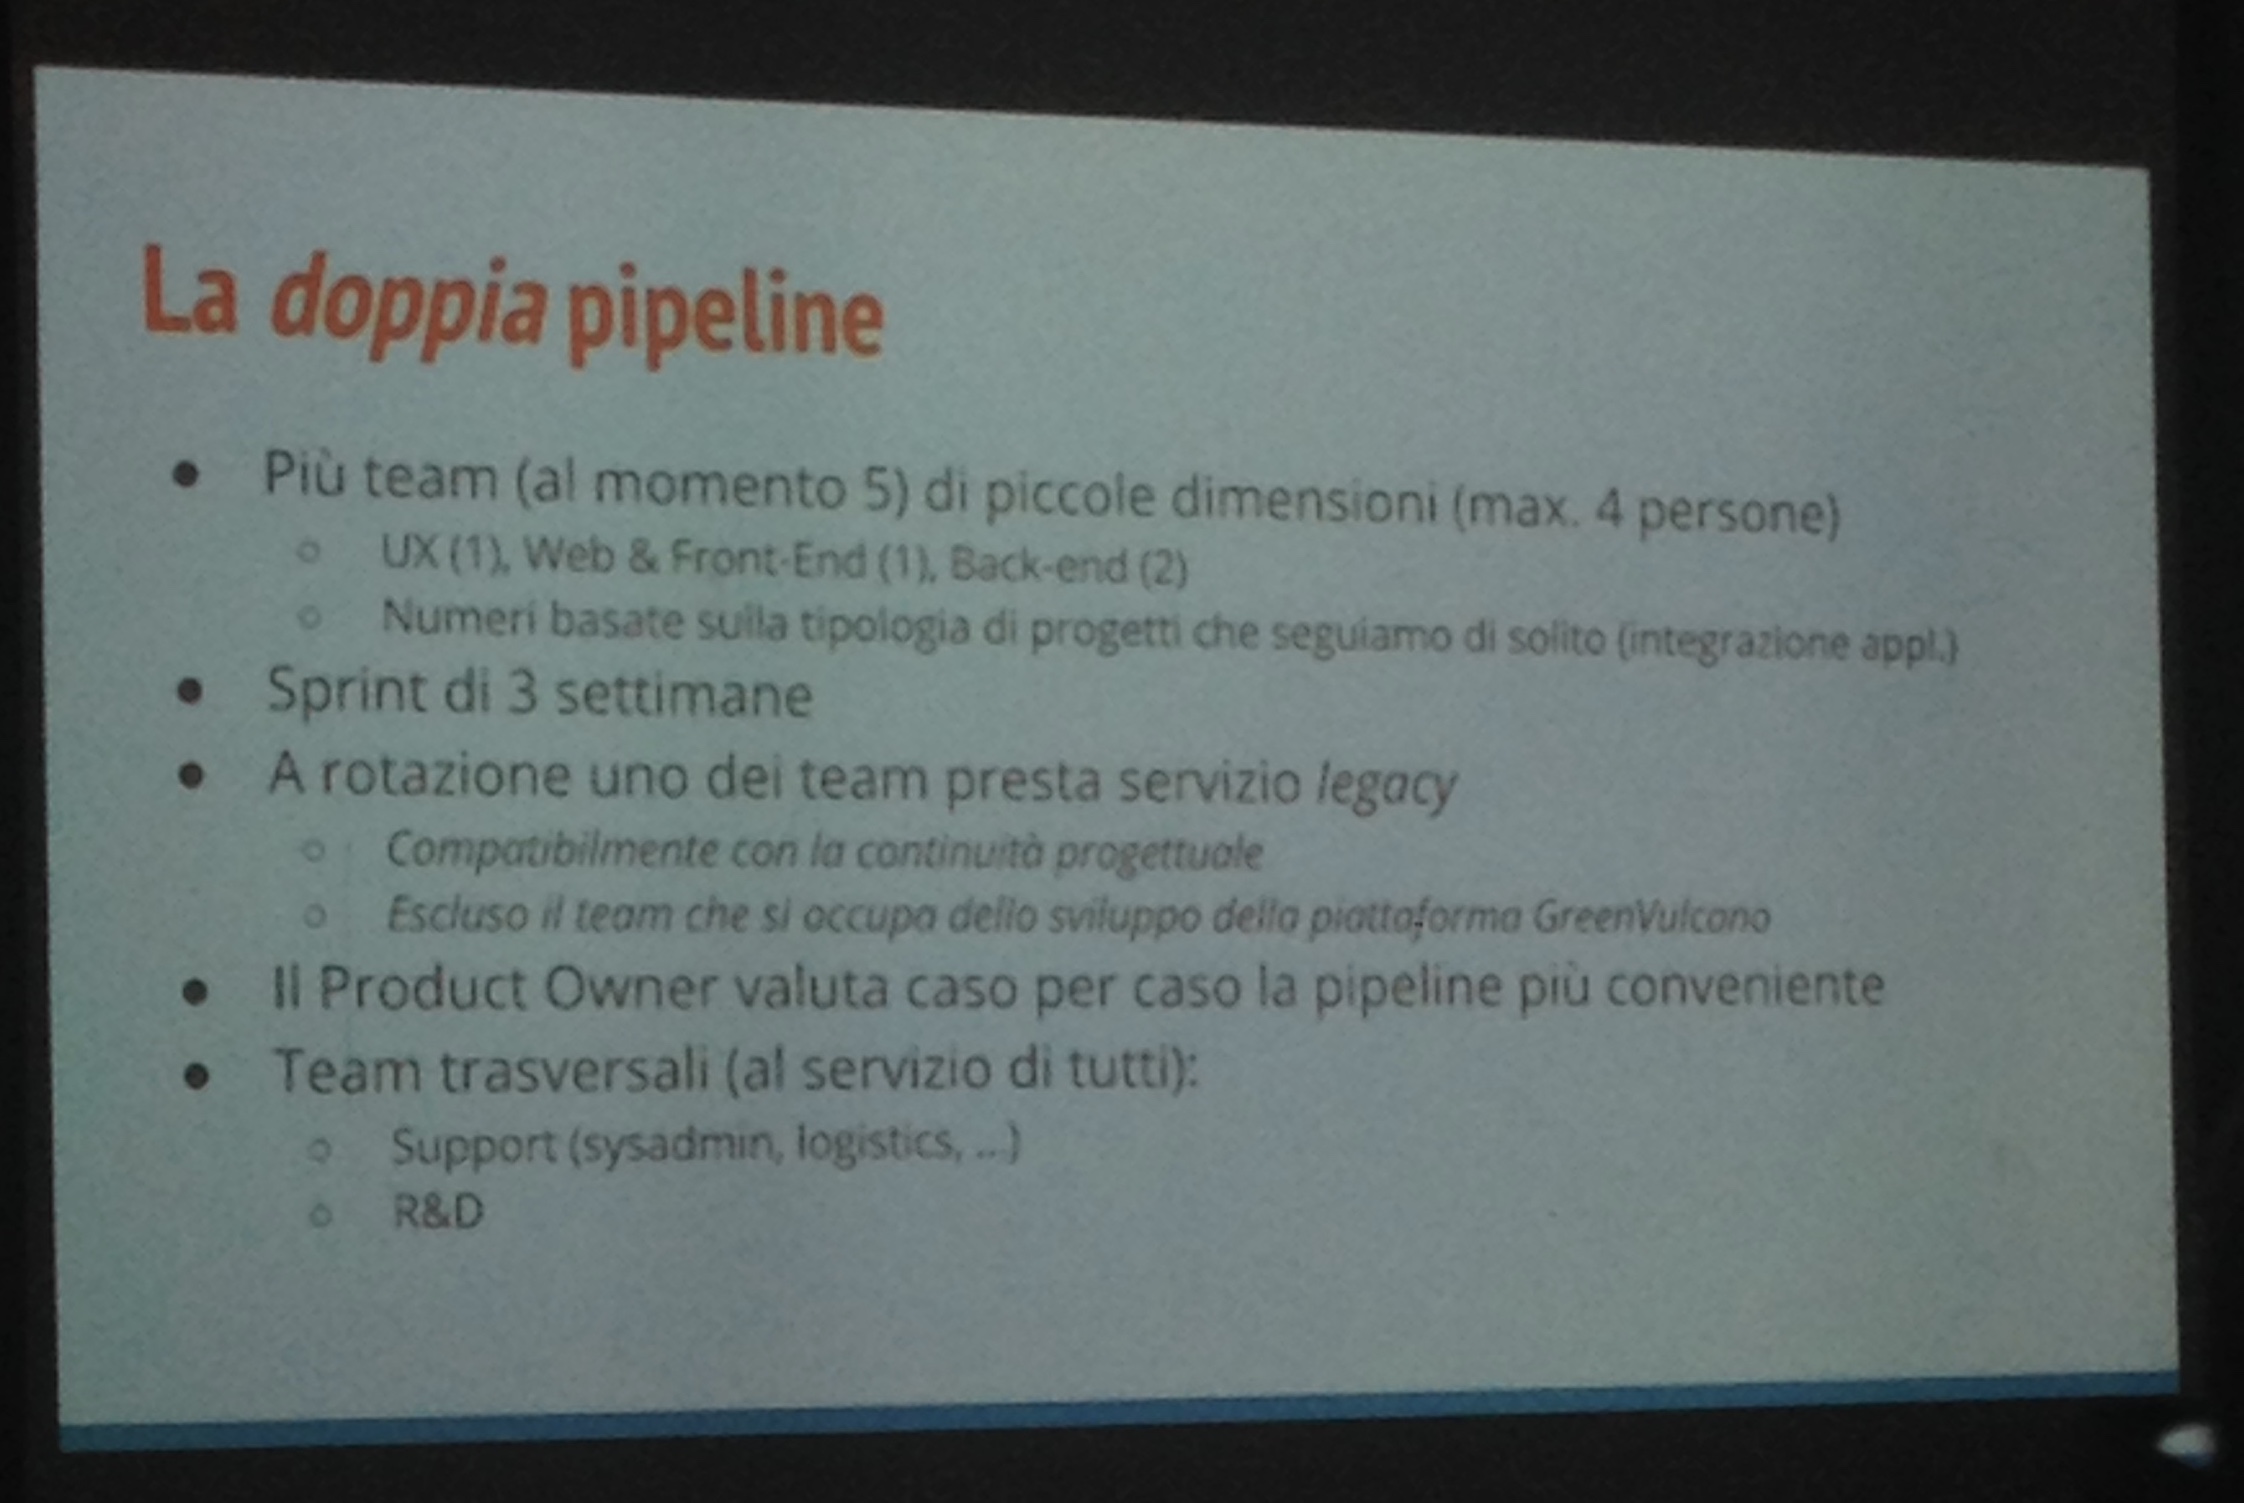 La doppia pipeline
● Più team (al momento 5) di piccole dimensioni (max. 4 persone)
○ UX (1), Web & Front-End (1), Back-end (2)
○ Numeri basate sulla tipologia di progetti che seguiamo di solito (integrazione appl.)
● Sprint di 3 settimane
● A rotazione uno dei team presta servizio legacy
○ Compatibilmente con la continuità progettuale
○ Escluso il team che si occupa dello sviluppo della piattaforma GreenVulcano
● Il Product Owner valuta caso per caso la pipeline più conveniente
● Team trasversali (al servizio di tutti):
○ Support (sysadmin, logistics, ...)
○ R&D